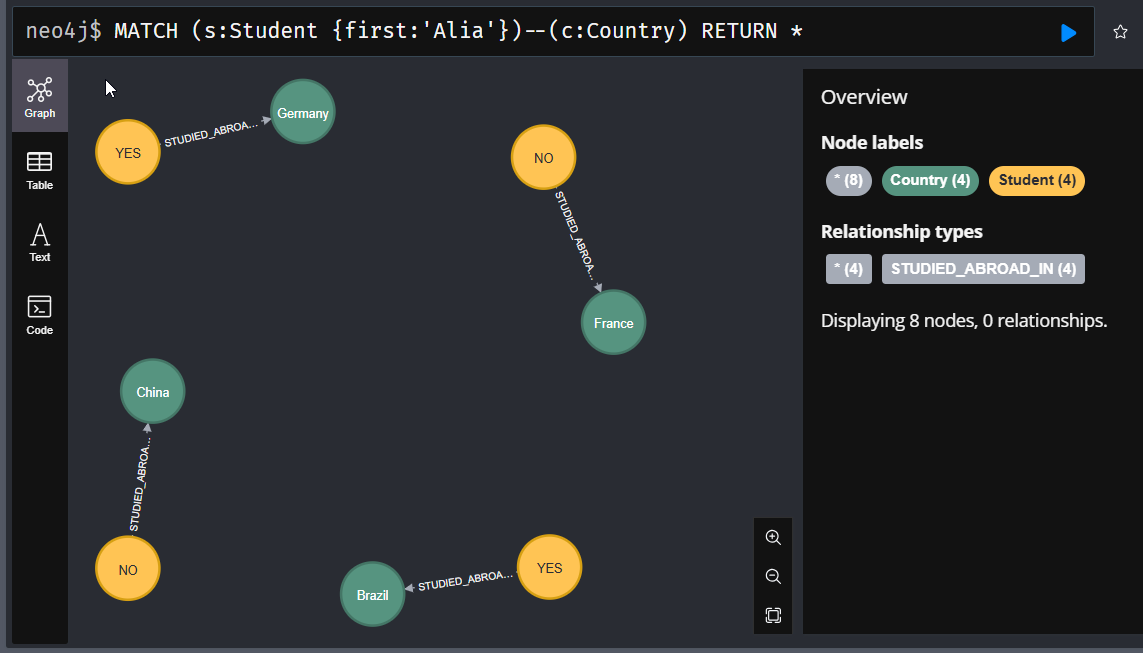 neo4j$ MATCH (s:Student {first:'Alia'})--(c:Country) RETURN *
Graph
Table
Text
Code
YES
STUDIED_ABROA...
Germany
NO
STUDIED_ABROA...
France
China
STUDIED_ABROA...
NO
Brazil
STUDIED_ABROA...
YES
Overview
Node labels
* (8) Country (4) Student (4)
Relationship types
* (4) STUDIED_ABROAD_IN (4)
Displaying 8 nodes, 0 relationships.